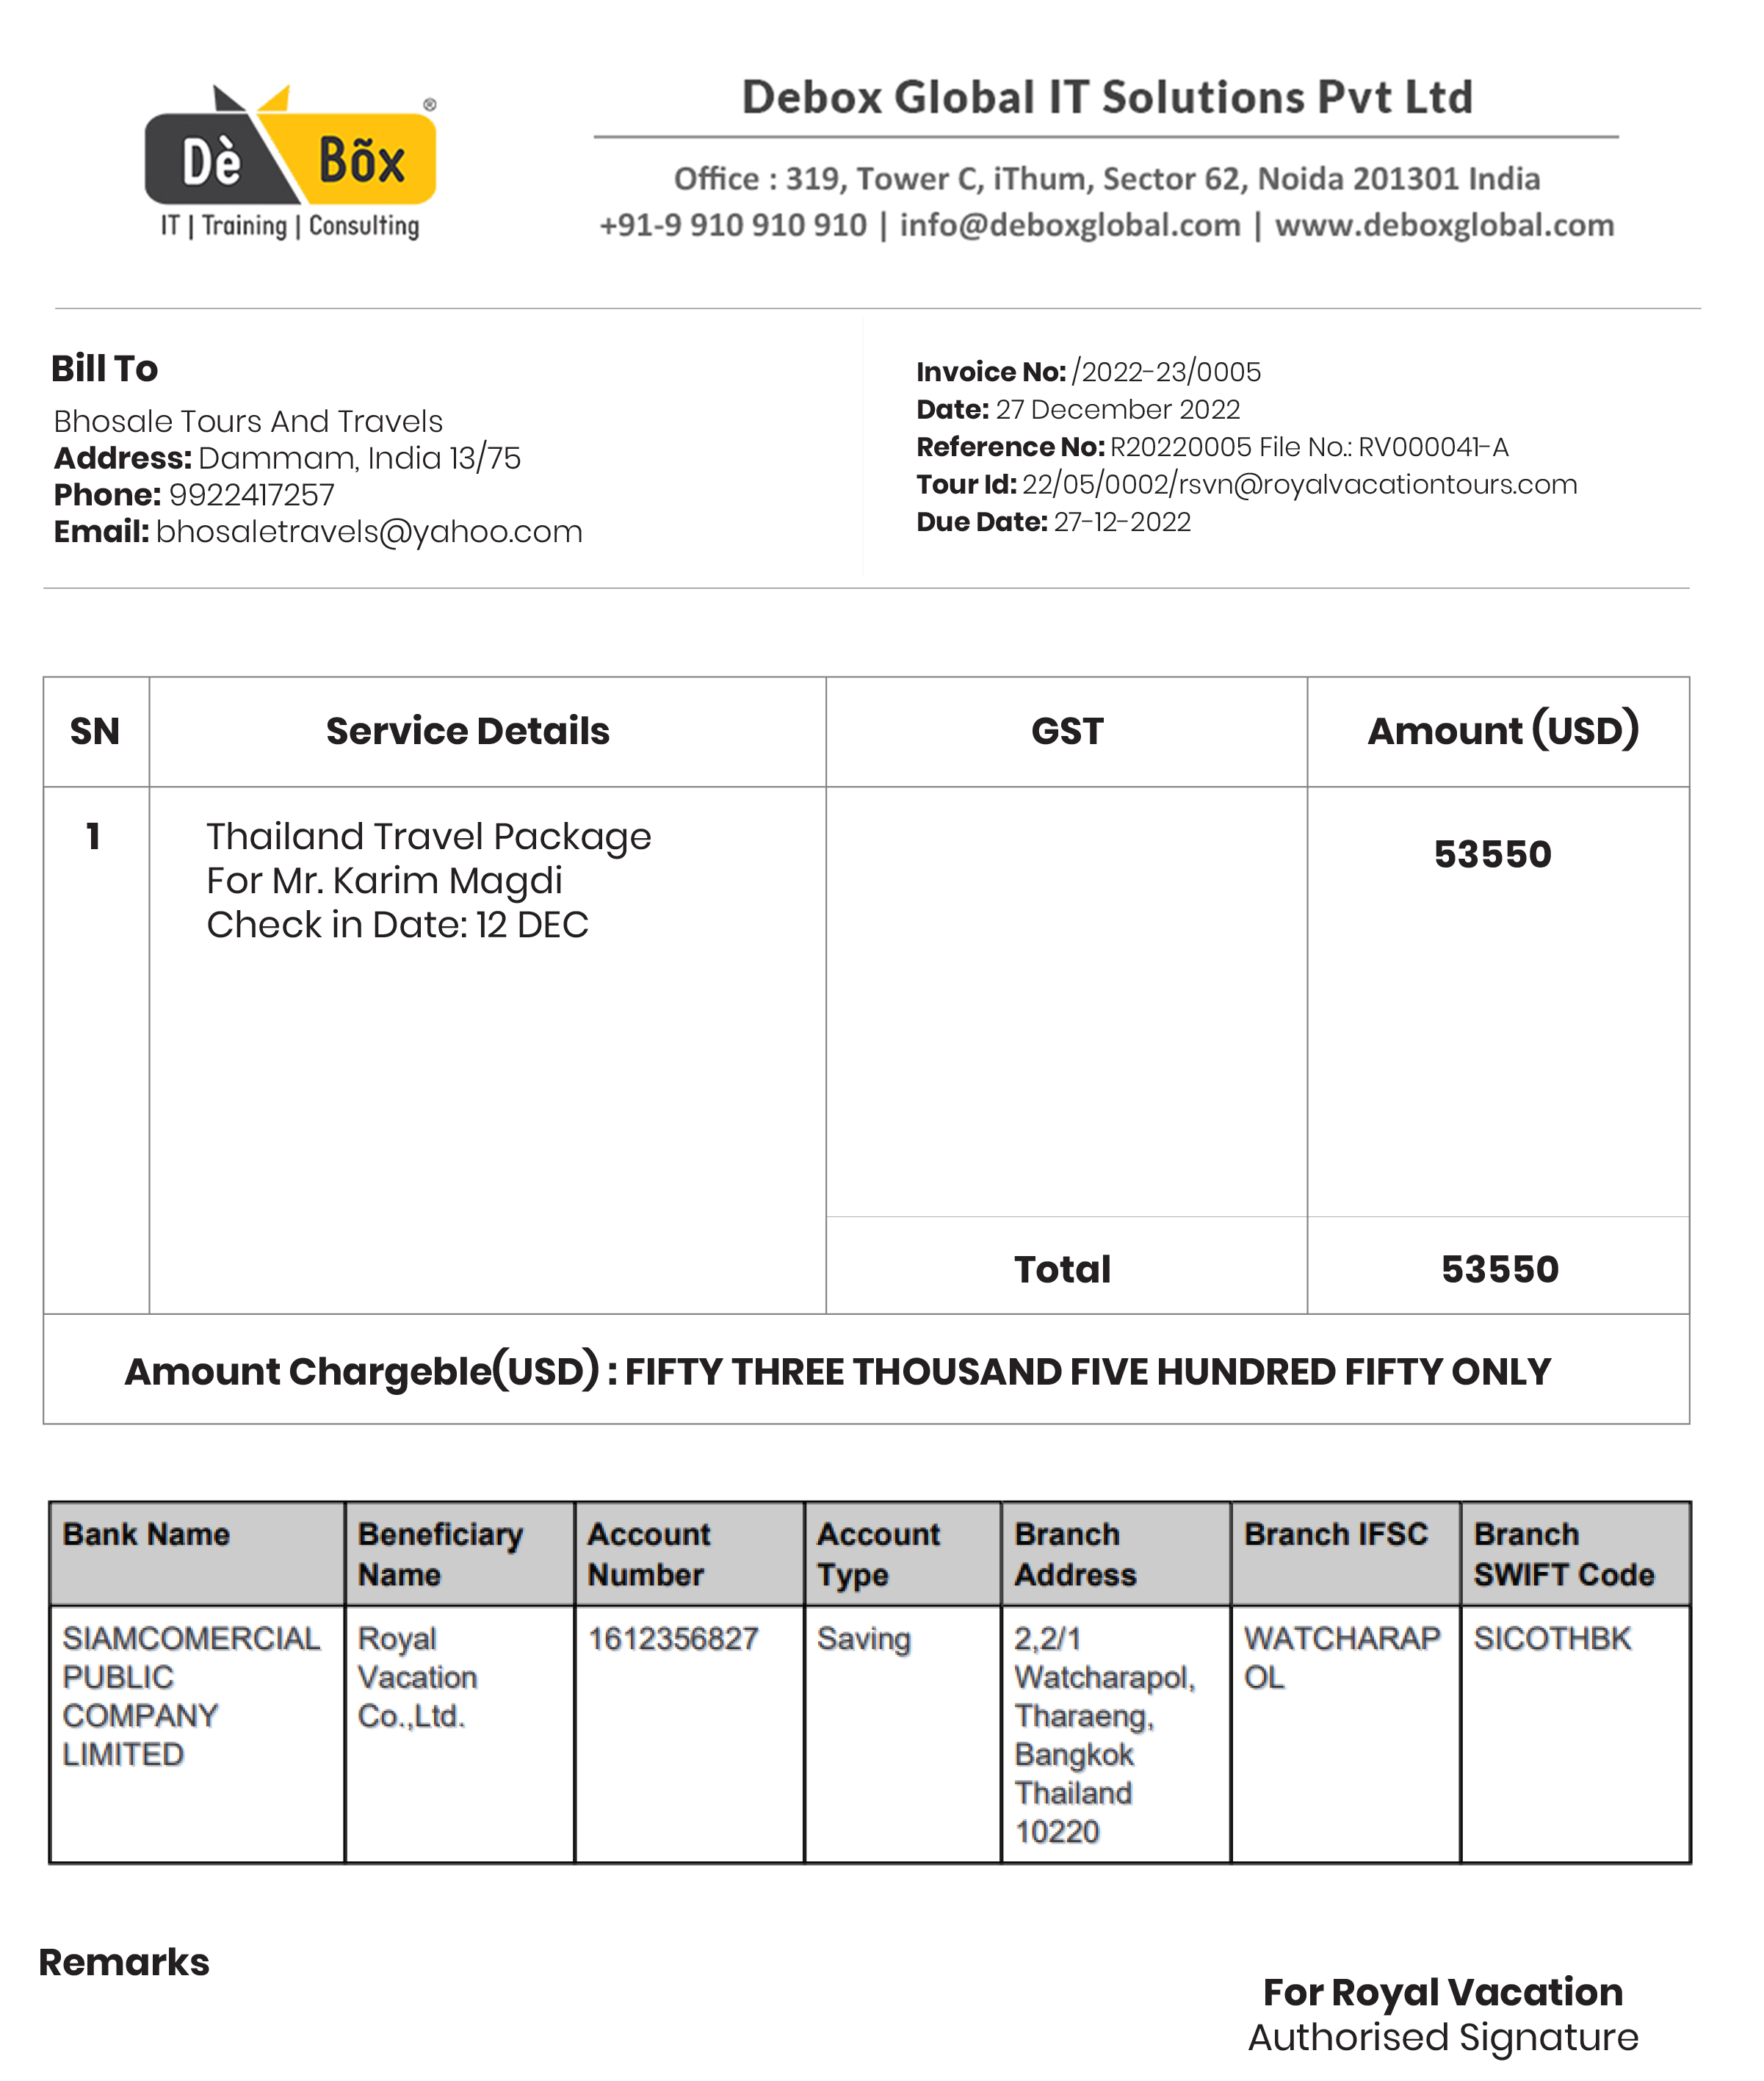 Dè Bõx ®
IT | Training | Consulting
Debox Global IT Solutions Pvt Ltd
Office : 319, Tower C, iThum, Sector 62, Noida 201301 India
+91-9 910 910 910 | info@deboxglobal.com | www.deboxglobal.com
Bill To
Bhosale Tours And Travels
Address: Dammam, India 13/75
Phone: 9922417257
Email: bhosaletravels@yahoo.com
Invoice No: /2022-23/0005
Date: 27 December 2022
Reference No: R20220005 File No.: RV000041-A
Tour Id: 22/05/0002/rsvn@royalvacationtours.com
Due Date: 27-12-2022
SN Service Details GST Amount (USD)
1 Thailand Travel Package 53550
For Mr. Karim Magdi
Check in Date: 12 DEC
Total 53550
Amount Chargeble(USD) : FIFTY THREE THOUSAND FIVE HUNDRED FIFTY ONLY
Bank Name
Beneficiary
Name
Account
Number
Account
Type
Branch
Address
Branch IFSC
Branch
SWIFT Code
SIAMCOMERCIAL
PUBLIC
COMPANY
LIMITED
Royal
Vacation
Co.,Ltd.
1612356827
Saving
2,2/1
Watcharapol,
Tharaeng,
Bangkok
Thailand
10220
WATCHARAP
OL
SICOTHBK
Remarks
For Royal Vacation
Authorised Signature